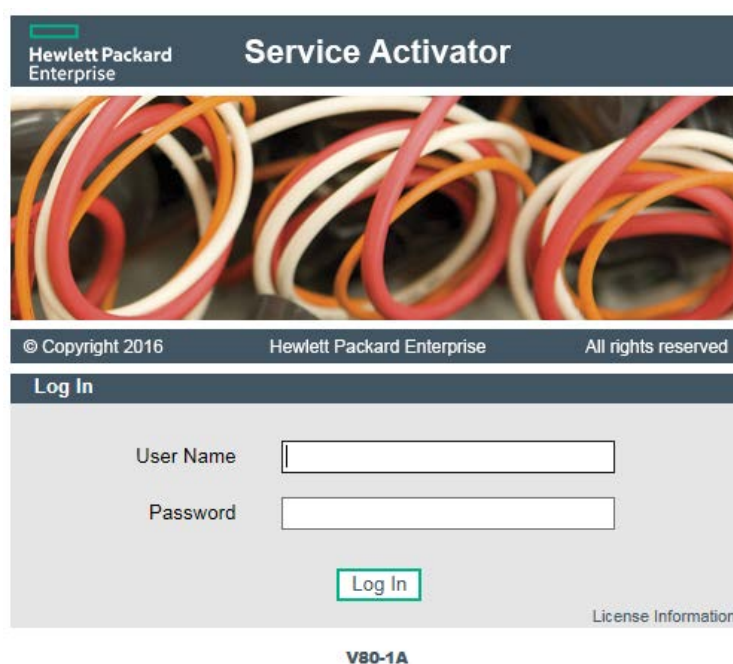 Hewlett Packard
Enterprise
Service Activator
© Copyright 2016 Hewlett Packard Enterprise All rights reserved
Log In
User Name
Password
Log In
License Information
V80-1A